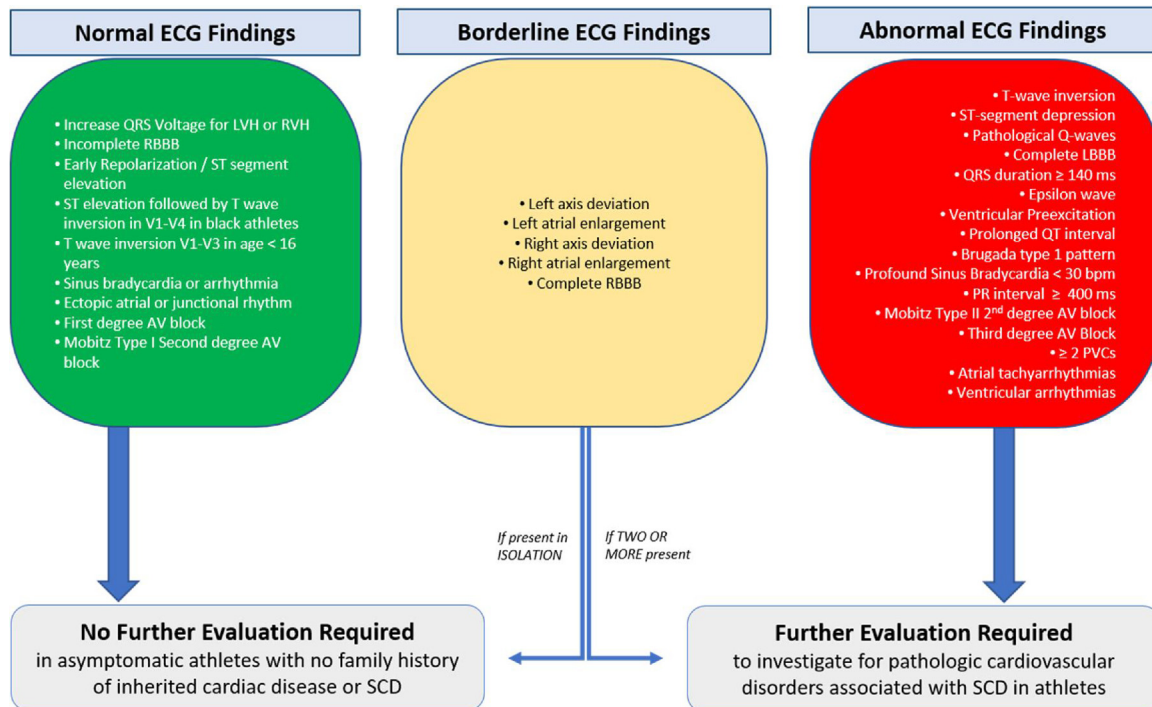 Normal ECG Findings
• Increase QRS Voltage for LVH or RVH
• Incomplete RBBB
• Early Repolarization / ST segment
elevation
• ST elevation followed by T wave
inversion in V1-V4 in black athletes
• T wave inversion V1-V3 in age < 16
years
• Sinus bradycardia or arrhythmia
• Ectopic atrial or junctional rhythm
• First degree AV block
• Mobitz Type I Second degree AV
block
Borderline ECG Findings
• Left axis deviation
• Left atrial enlargement
• Right axis deviation
• Right atrial enlargement
• Complete RBBB
Abnormal ECG Findings
• T-wave inversion
• ST-segment depression
• Pathological Q-waves
• Complete LBBB
• QRS duration ≥ 140 ms
• Epsilon wave
• Ventricular Preexcitation
• Prolonged QT interval
• Brugada type 1 pattern
• Profound Sinus Bradycardia < 30 bpm
• PR interval ≥ 400 ms
• Mobitz Type II 2nd degree AV block
• Third degree AV Block
• ≥ 2 PVCs
• Atrial tachyarrhythmias
• Ventricular arrhythmias
If present in
ISOLATION
If TWO OR
MORE present
No Further Evaluation Required
in asymptomatic athletes with no family history
of inherited cardiac disease or SCD
Further Evaluation Required
to investigate for pathologic cardiovascular
disorders associated with SCD in athletes